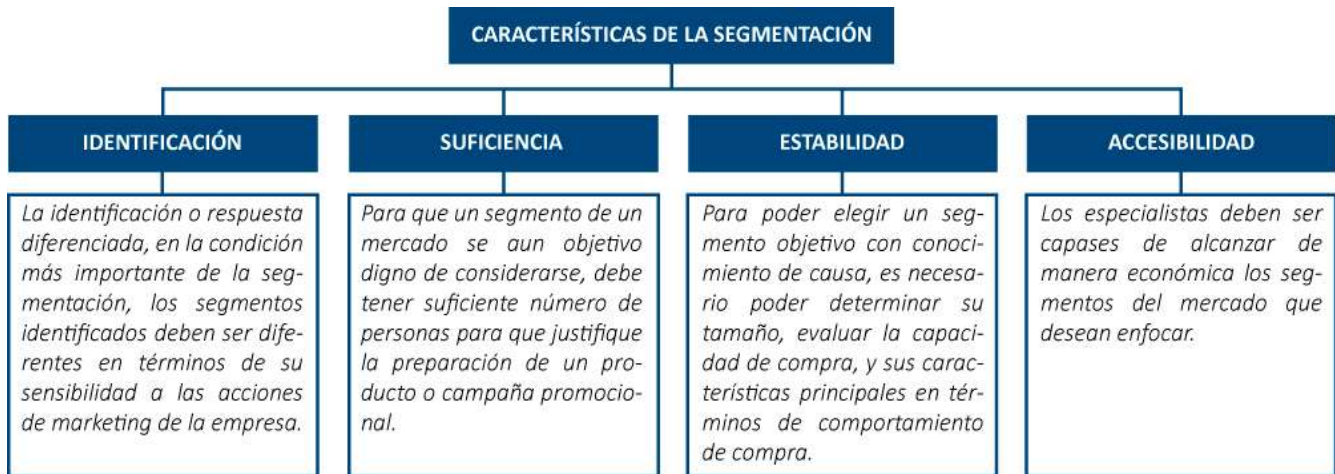 CARACTERÍSTICAS DE LA SEGMENTACIÓN
IDENTIFICACIÓN
La identificación o respuesta
diferenciada, en la condición
más importante de la seg-
mentación, los segmentos
identificados deben ser dife-
rentes en términos de su
sensibilidad a las acciones
de marketing de la empresa.
SUFICIENCIA
Para que un segmento de un
mercado se aun objetivo
digno de considerarse, debe
tener suficiente número de
personas para que justifique
la preparación de un pro-
ducto o campaña promocio-
nal.
ESTABILIDAD
Para poder elegir un seg-
mento objetivo con conoci-
miento de causa, es necesa-
rio poder determinar su
tamaño, evaluar la capaci-
dad de compra, y sus carac-
terísticas principales en tér-
minos de comportamiento
de compra.
ACCESIBILIDAD
Los especialistas deben ser
capases de alcanzar de
manera económica los seg-
mentos del mercado que
desean enfocar.